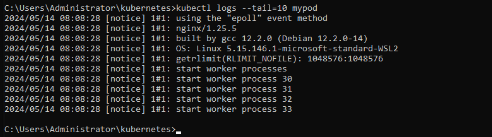 C:\Users\Administrator\kubernetes>kubectl logs --tail=10 mypod
2024/05/14 08:08:28 [notice] 1#1: using the "epoll" event method
2024/05/14 08:08:28 [notice] 1#1: nginx/1.25.5
2024/05/14 08:08:28 [notice] 1#1: built by gcc 12.2.0 (Debian 12.2.0-14)
2024/05/14 08:08:28 [notice] 1#1: OS: Linux 5.15.146.1-microsoft-standard-WSL2
2024/05/14 08:08:28 [notice] 1#1: getrlimit(RLIMIT_NOFILE): 1048576:1048576
2024/05/14 08:08:28 [notice] 1#1: start worker processes
2024/05/14 08:08:28 [notice] 1#1: start worker process 30
2024/05/14 08:08:28 [notice] 1#1: start worker process 31
2024/05/14 08:08:28 [notice] 1#1: start worker process 32
2024/05/14 08:08:28 [notice] 1#1: start worker process 33
C:\Users\Administrator\kubernetes>